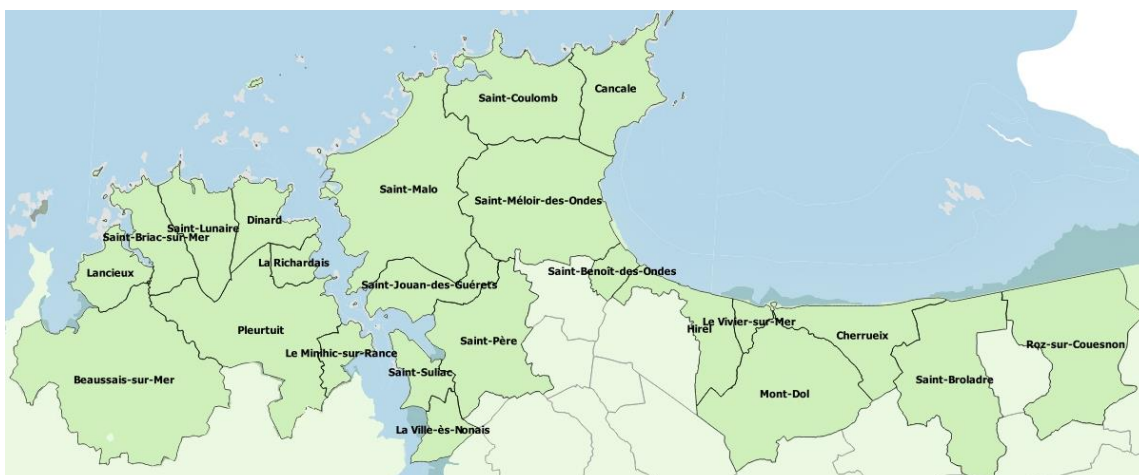 Cancale
Saint-Coulomb
Saint-Malo
Saint-Méloir-des-Ondes
Dinard
Saint-Lunaire
Saint-Briac-sur-Mer
La Richardais
Lancieux
Saint-Benoît-des-Ondes
Saint-Jouan-des-Guérets
Le Vivier-sur-Mer
Hirel
Pleurtuit
Cherrueix
Saint-Père
Roz-sur-Couesnon
Le Minihic-sur-Rance
Saint-Suliac
Beaussais-sur-Mer
Saint-Broladre
Mont-Dol
La Ville-ès-Nonais